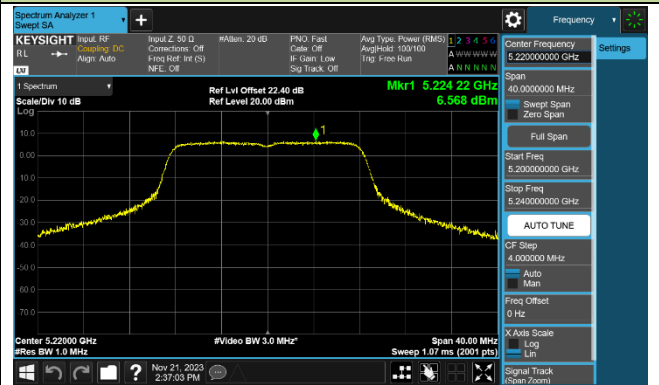 Spectrum Analyzer 1
Swept SA
+
Frequency
KEYSIGHT
RL
Input: RF
Coupling: DC
Align: Auto
Input Z: 50 Ω
Corrections: Off
Freq Ref: Int (S)
NFE: Off
#Atten: 20 dB
PNO: Fast
Gate: Off
IF Gain: Low
Sig Track: Off
Avg Type: Power (RMS)
Avg|Hold: 100/100
Trig: Free Run
1 2 3 4 5 6
A W W W W W
A N N N N N
LXI
1 Spectrum
Scale/Div 10 dB
Log
Ref Lvl Offset 22.40 dB
Ref Level 20.00 dBm
Mkr1 5.224 22 GHz
6.568 dBm
1
10.0
0.00
-10.0
-20.0
-30.0
-40.0
-50.0
-60.0
-70.0
Center 5.22000 GHz
#Res BW 1.0 MHz
#Video BW 3.0 MHz*
Span 40.00 MHz
Sweep 1.07 ms (2001 pts)
Nov 21, 2023
2:37:03 PM
?
Center Frequency
5.220000000 GHz
Span
40.0000000 MHz
Swept Span
Zero Span
Full Span
Start Freq
5.200000000 GHz
Stop Freq
5.240000000 GHz
AUTO TUNE
CF Step
4.000000 MHz
Auto
Man
Freq Offset
0 Hz
X Axis Scale
Log
Lin
Signal Track
(Span Zoom)
Settings